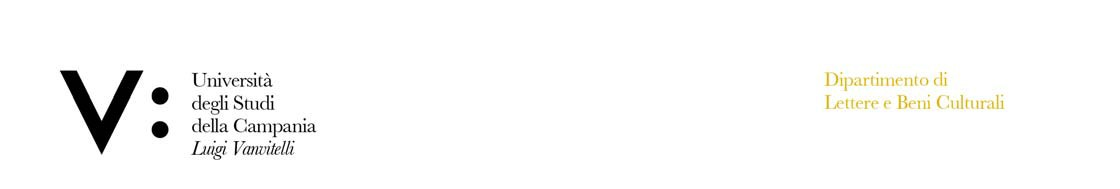 V:
Università
degli Studi
della Campania
Luigi Vanvitelli
Dipartimento di
Lettere e Beni Culturali